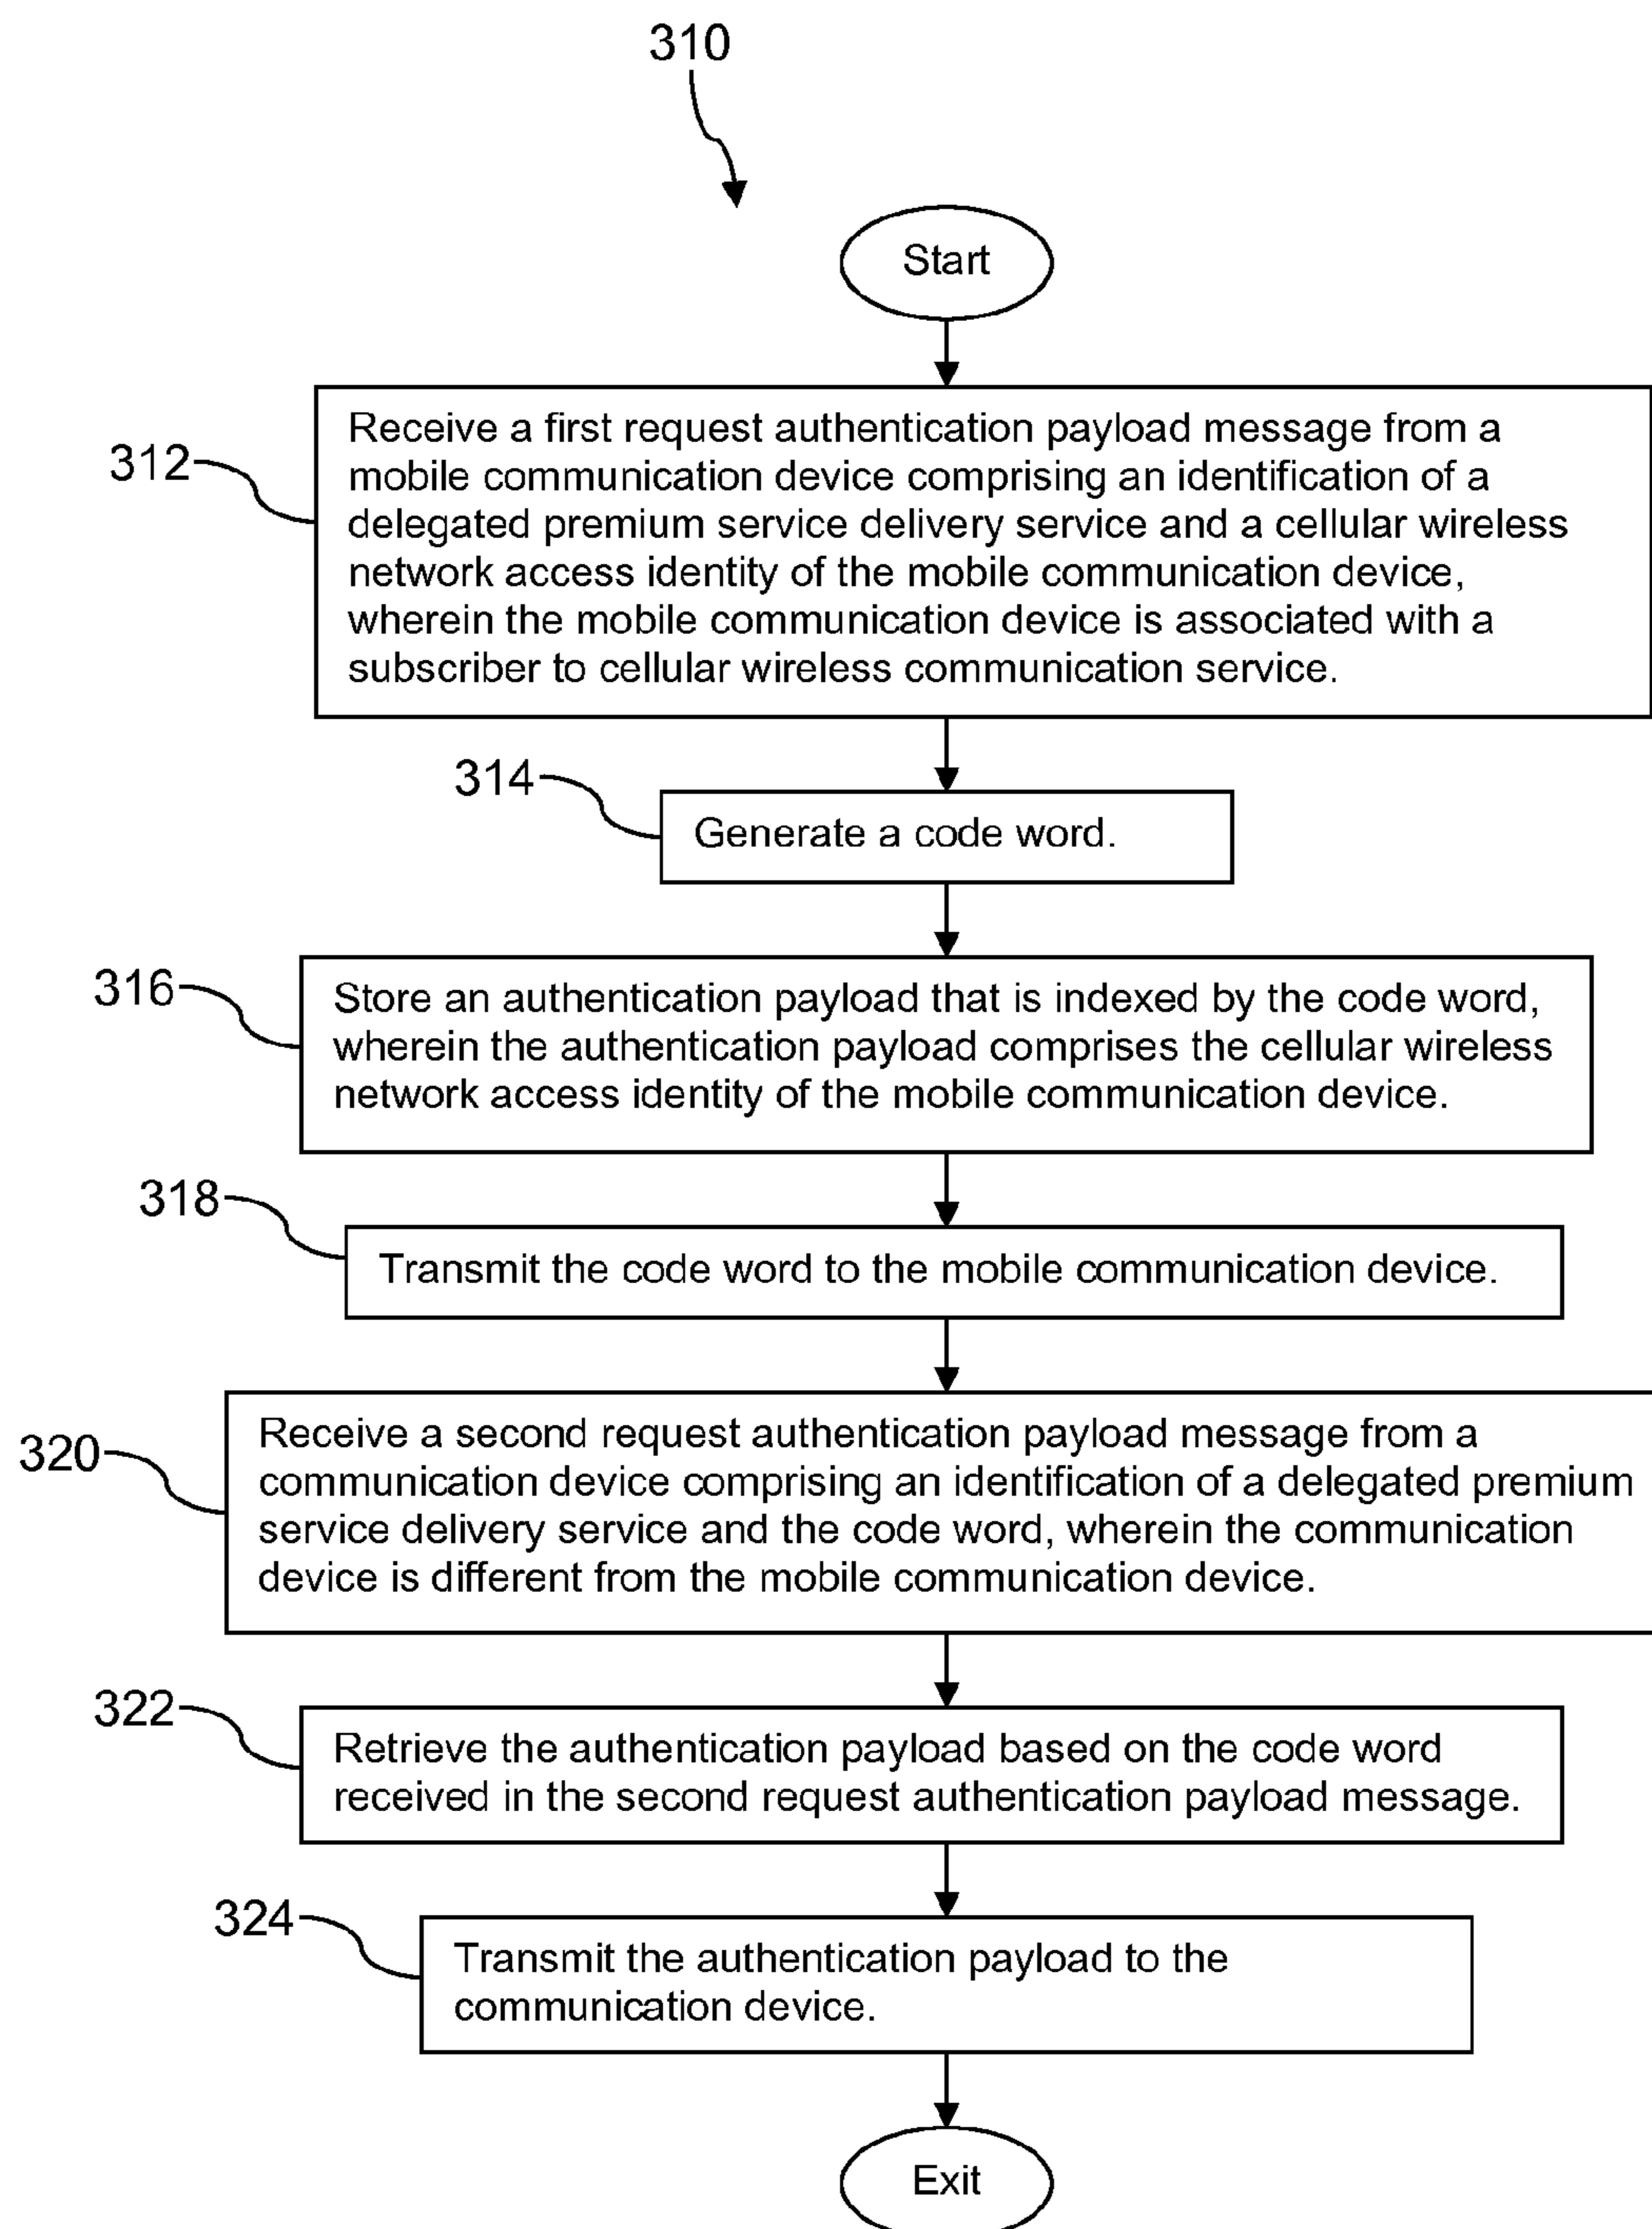 310
Start
312
Receive a first request authentication payload message from a
mobile communication device comprising an identification of a
delegated premium service delivery service and a cellular wireless
network access identity of the mobile communication device,
wherein the mobile communication device is associated with a
subscriber to cellular wireless communication service.
314
Generate a code word.
316
Store an authentication payload that is indexed by the code word,
wherein the authentication payload comprises the cellular wireless
network access identity of the mobile communication device.
318
Transmit the code word to the mobile communication device.
320
Receive a second request authentication payload message from a
communication device comprising an identification of a delegated premium
service delivery service and the code word, wherein the communication
device is different from the mobile communication device.
322
Retrieve the authentication payload based on the code word
received in the second request authentication payload message.
324
Transmit the authentication payload to the
communication device.
Exit